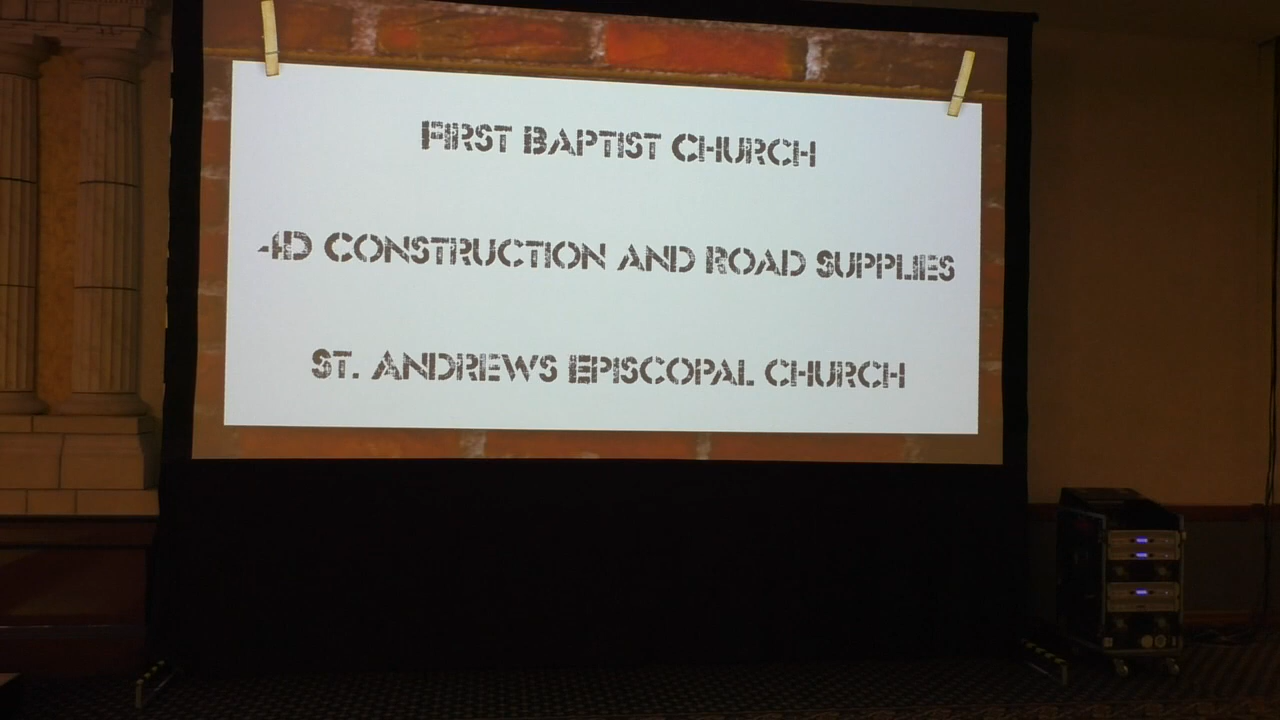 First Baptist Church
4D Construction and Road Supplies
St. Andrews Episcopal Church